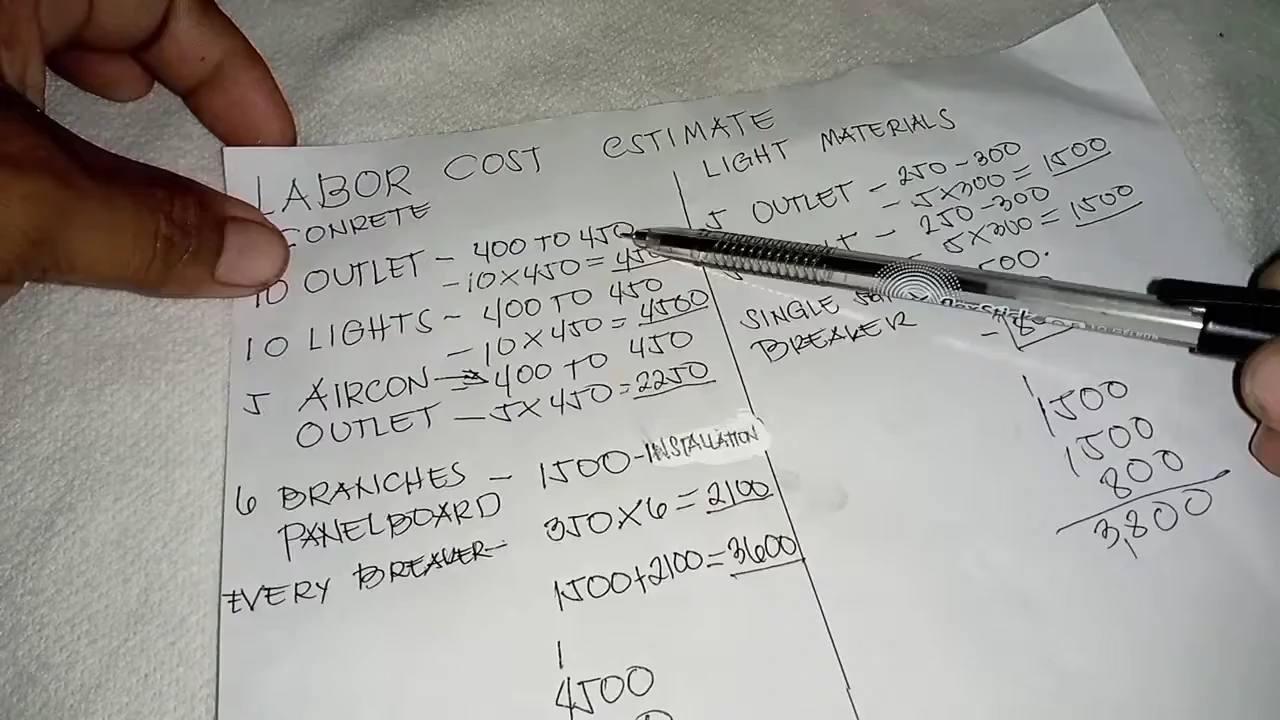 LABOR COST ESTIMATE
CONRETE
10 OUTLET - 400 TO 450
- 10 X 450 =
10 LIGHTS - 400 TO 450
- 10 X 450 = 4500
5 AIRCON - 400 TO 450
OUTLET - 5 X 450 = 2250
6 BRANCHES - 1500 - INSTALLATION
PANELBOARD 350 X 6 = 2100
EVERY BREAKER -
1500 + 2100 = 3600
1
4500
LIGHT MATERIALS
5 OUTLET - 250 - 300
- 5 X 300 = 1500
- 250 - 300
5 X 300 = 1500
SINGLE
BREAKER
1500
1500
800
3,800